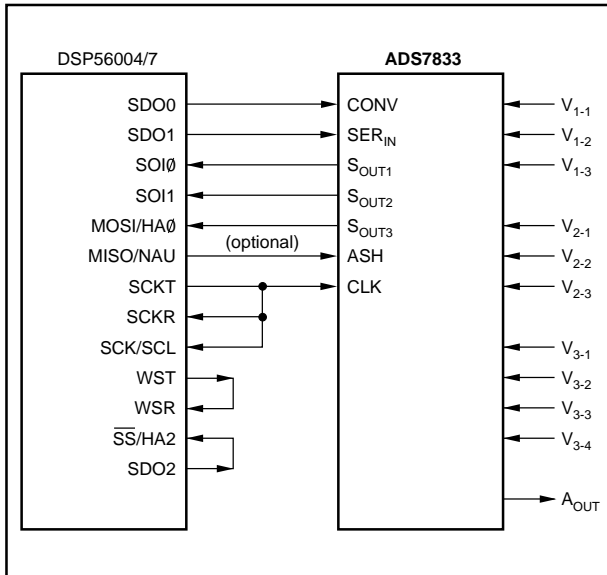 DSP56004/7
ADS7833
SDO0
CONV
V1-1
SDO1
SERIN
V1-2
SOI0
SOUT1
V1-3
SOI1
SOUT2
MOSI/HA0
SOUT3
V2-1
(optional)
MISO/NAU
ASH
V2-2
SCKT
CLK
V2-3
SCKR
SCK/SCL
V3-1
WST
V3-2
WSR
V3-3
SS/HA2
V3-4
SDO2
AOUT